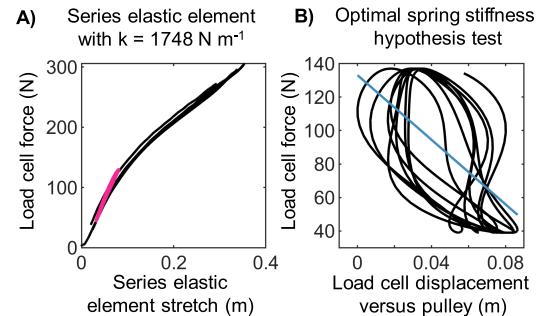 A) Series elastic element
with k = 1748 N m-1
Load cell force (N)
300
200
100
0
0
0.2
0.4
Series elastic
element stretch (m)
B) Optimal spring stiffness
hypothesis test
Load cell force (N)
140
120
100
80
60
40
0
0.04
0.08
Load cell displacement
versus pulley (m)